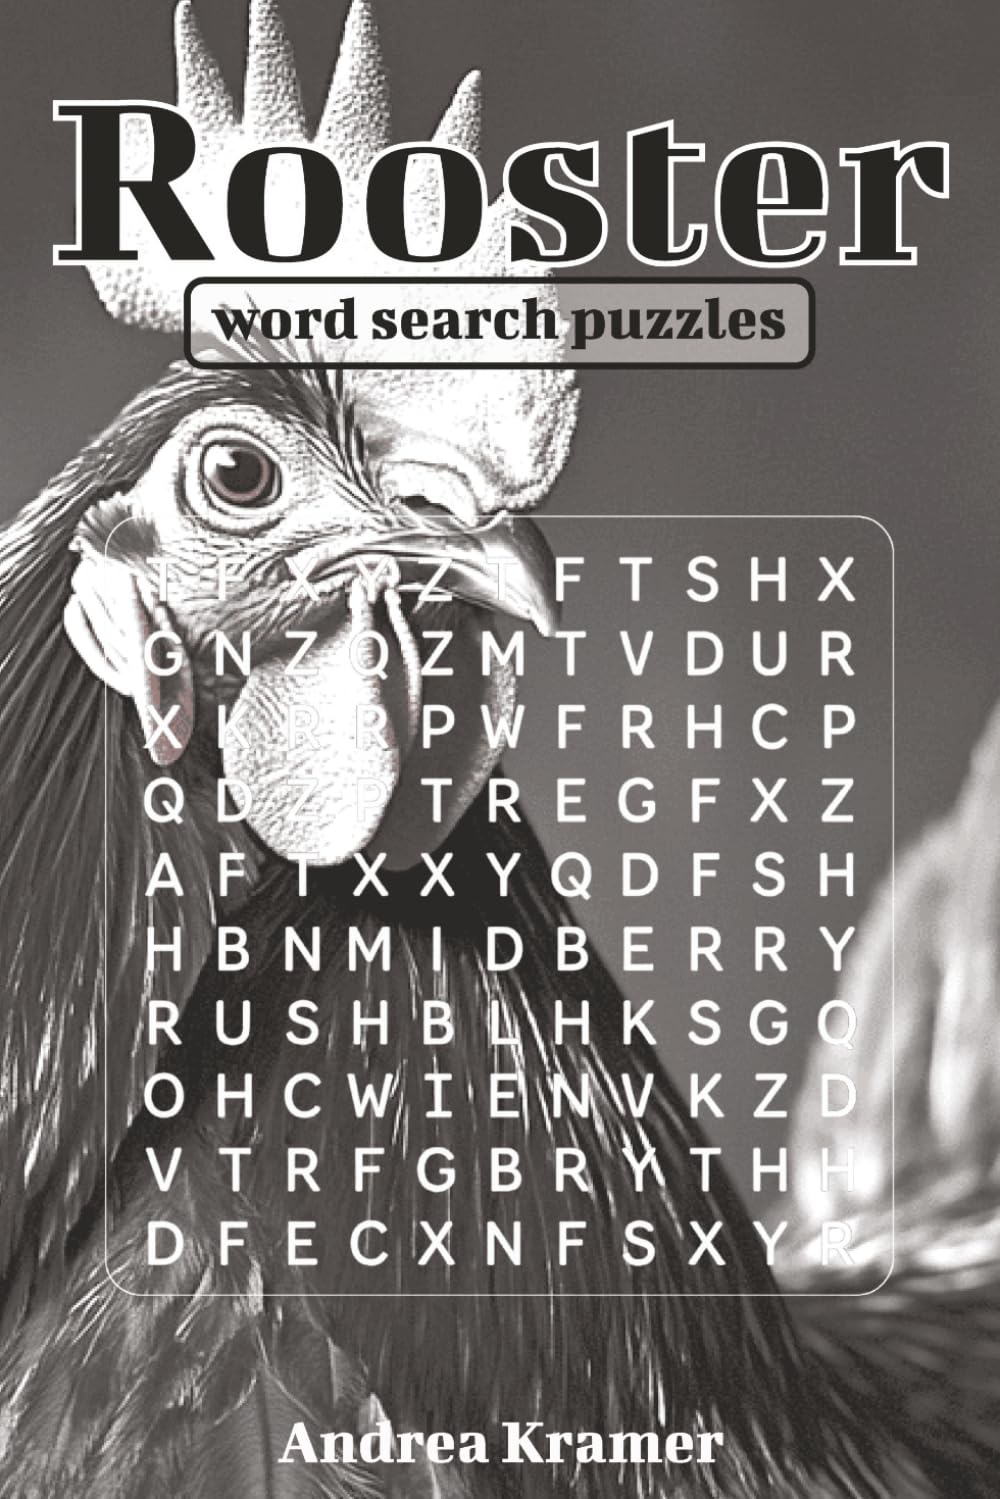 Rooster
word search puzzles
T F X Y Z T F T S H X
G N Z Q Z M T V D U R
X K R R P W F R H C P
Q D Z P T R E G F X Z
A F T X X Y Q D F S H
H B N M I D B E R R Y
R U S H B L H K S G Q
O H C W I E N V K Z D
V T R F G B R Y T H H
D F E C X N F S X Y R
Andrea Kramer